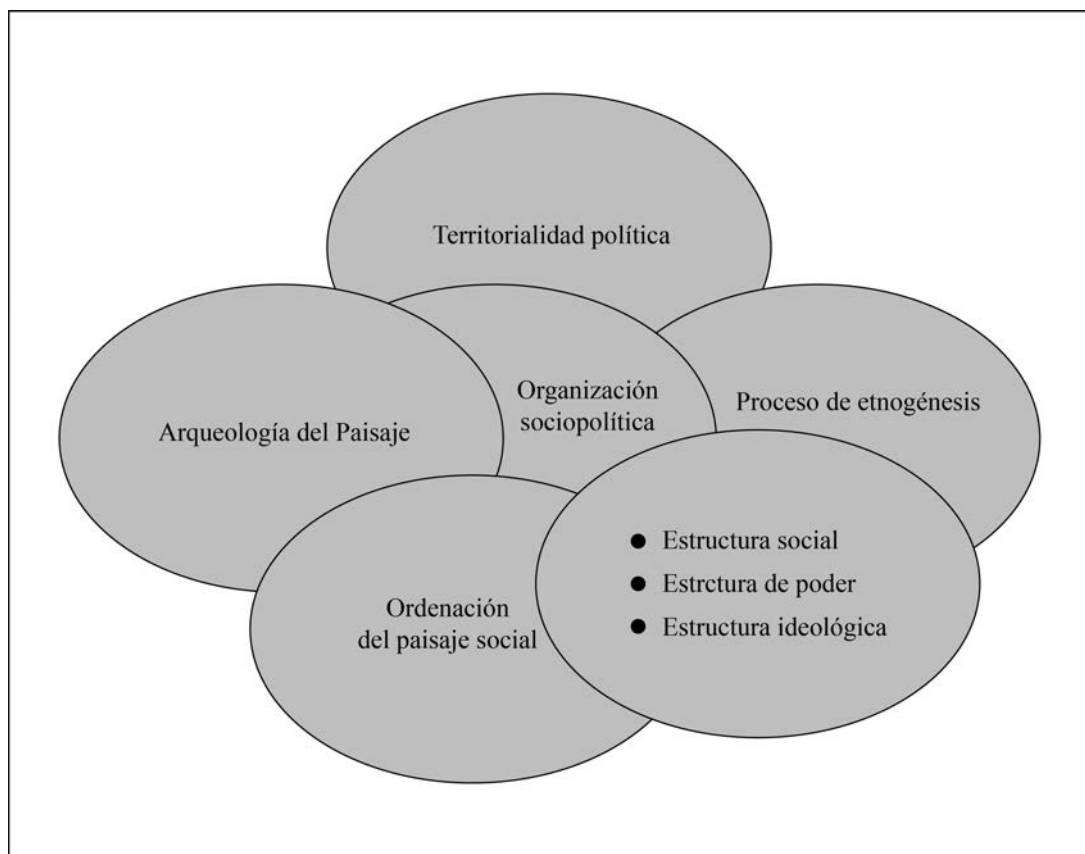 Territorialidad política
Organización
sociopolítica
Proceso de etnogénesis
Arqueología del Paisaje
● Estructura social
● Estrctura de poder
● Estructura ideológica
Ordenación
del paisaje social